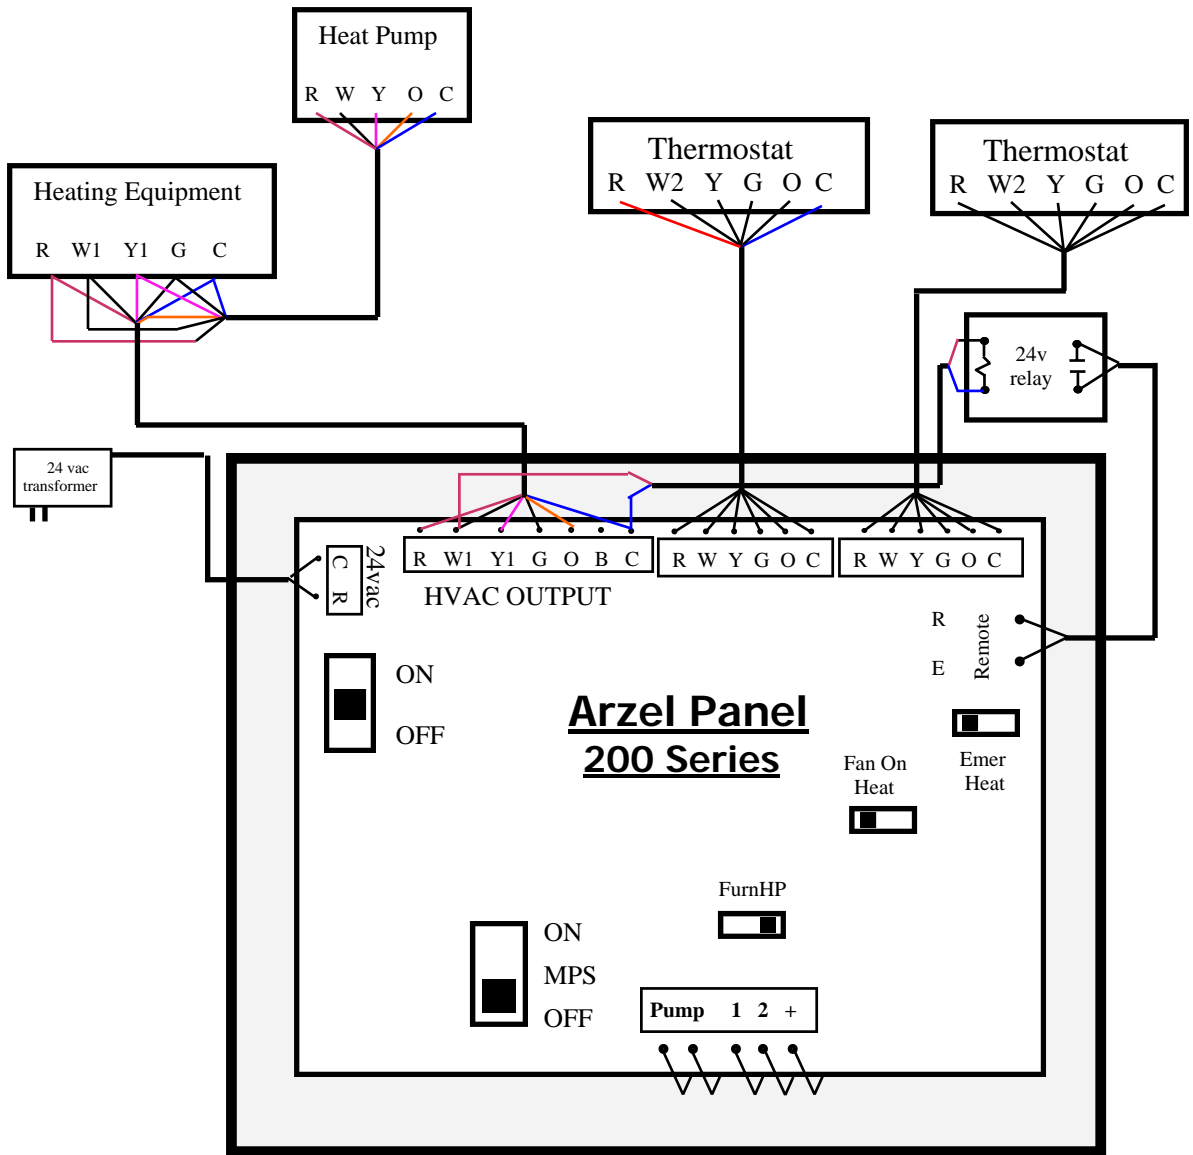 Heat Pump
R W Y O C
Heating Equipment
R W1 Y1 G C
Thermostat
R W2 Y G O C
Thermostat
R W2 Y G O C
24v
relay
24 vac
transformer
24vac
C R
R W1 Y1 G O B C
HVAC OUTPUT
R W Y G O C
R W Y G O C
R
E
Remote
ON
OFF
Arzel Panel
200 Series
Emer
Heat
Fan On
Heat
FurnHP
ON
MPS
OFF
Pump 1 2 +